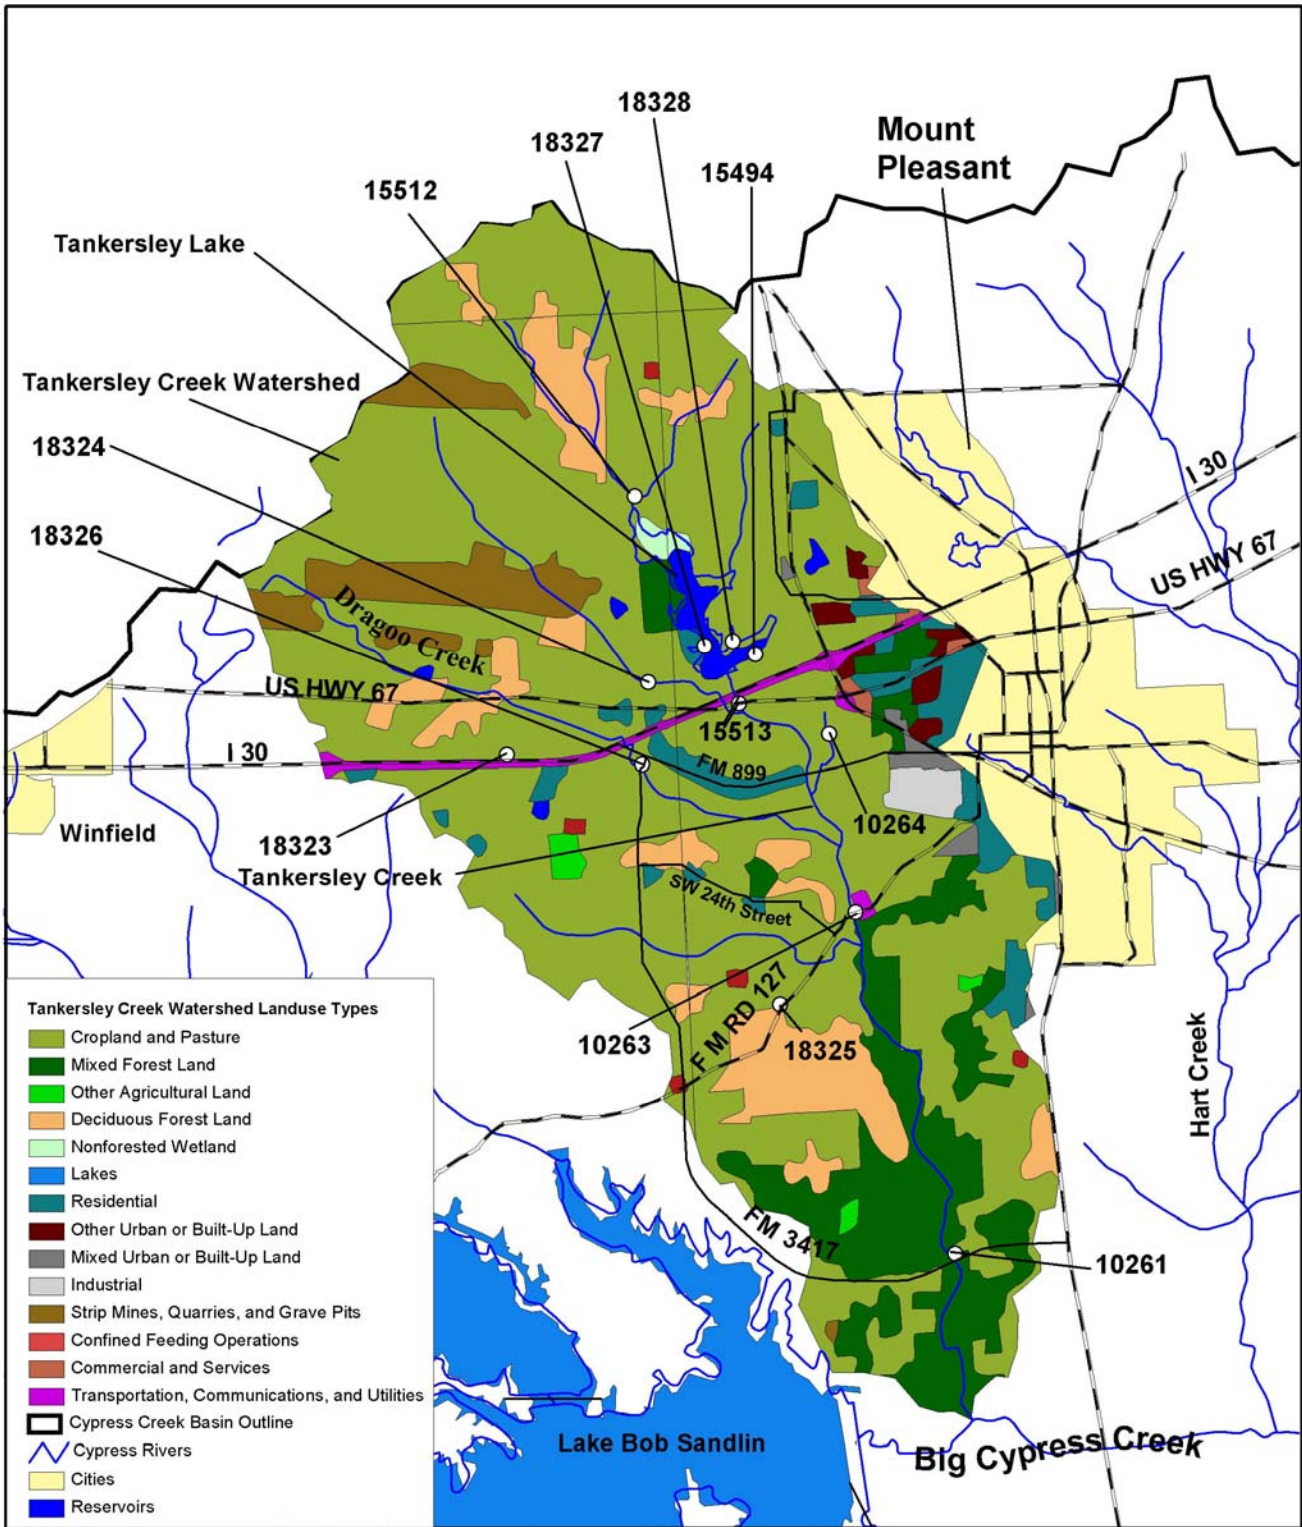 18328
18327
Mount
Pleasant
15494
15512
Tankersley Lake
Tankersley Creek Watershed
18324
I 30
18326
US HWY 67
Dragoo Creek
US HWY 67
15513
I 30
FM 899
Winfield
18323
10264
Tankersley Creek
SW 24th Street
F M RD 127
10263
18325
Hart Creek
Tankersley Creek Watershed Landuse Types
Cropland and Pasture
Mixed Forest Land
Other Agricultural Land
Deciduous Forest Land
Nonforested Wetland
Lakes
Residential
Other Urban or Built-Up Land
Mixed Urban or Built-Up Land
Industrial
Strip Mines, Quarries, and Grave Pits
Confined Feeding Operations
Commercial and Services
Transportation, Communications, and Utilities
Cypress Creek Basin Outline
Cypress Rivers
Cities
Reservoirs
FM 3417
10261
Lake Bob Sandlin
Big Cypress Creek